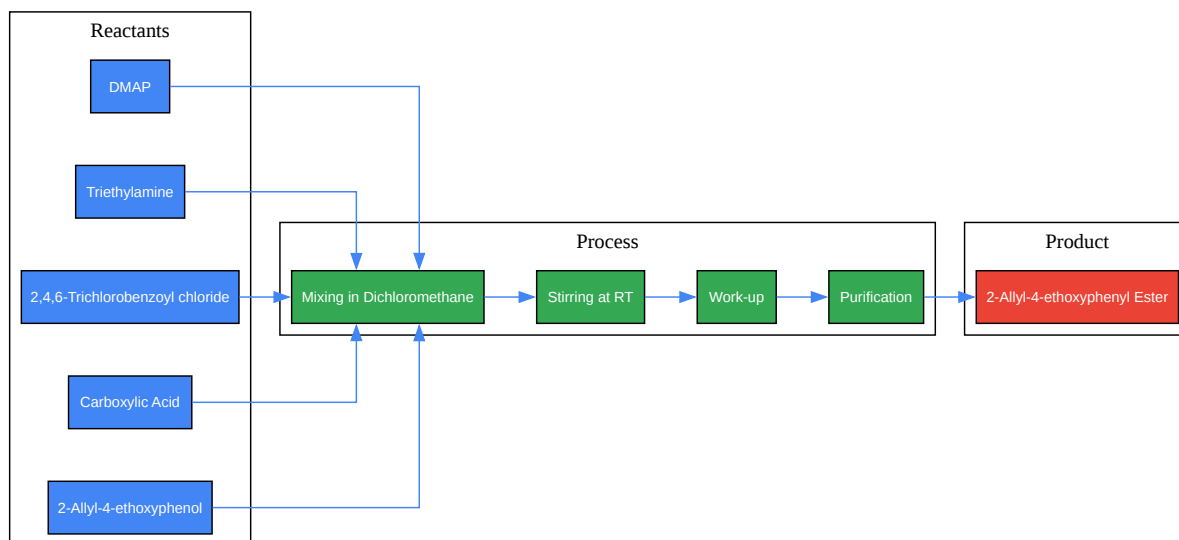 Reactants
DMAP
Triethylamine
2,4,6-Trichlorobenzoyl chloride
Carboxylic Acid
2-Allyl-4-ethoxyphenol
Process
Mixing in Dichloromethane
Stirring at RT
Work-up
Purification
Product
2-Allyl-4-ethoxyphenyl Ester